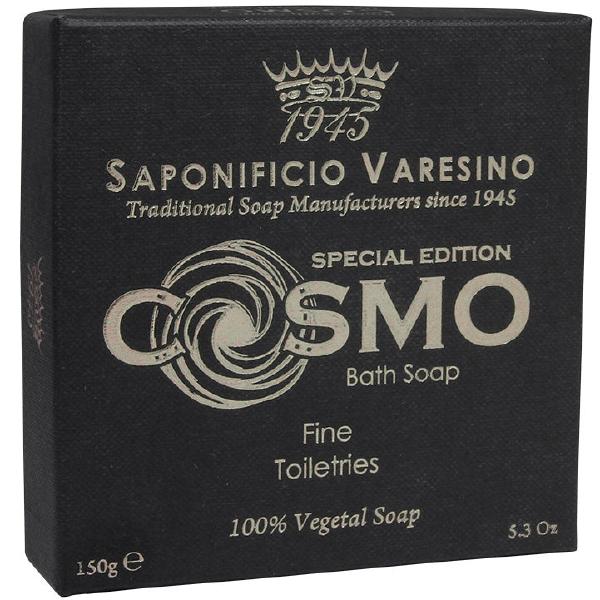 SV
1945
SAPONIFICIO VARESINO
Traditional Soap Manufacturers since 1945
SPECIAL EDITION
COSMO
Bath Soap
Fine
Toiletries
100% Vegetal Soap
150g e
5.3 Oz